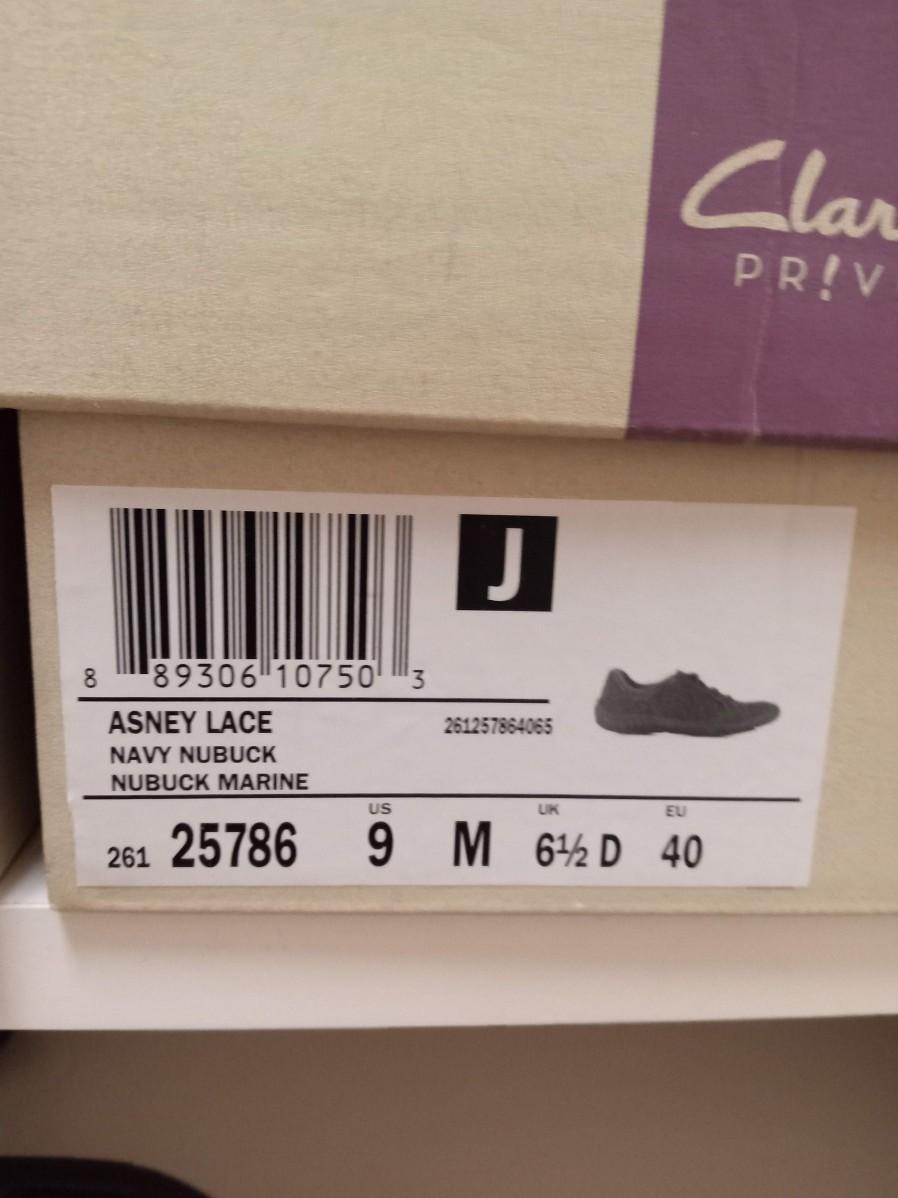 Clar
PR!V
J
8 89306 10750 3
ASNEY LACE 261257864065
NAVY NUBUCK
NUBUCK MARINE
US UK EU
261 25786 9 M 6½ D 40